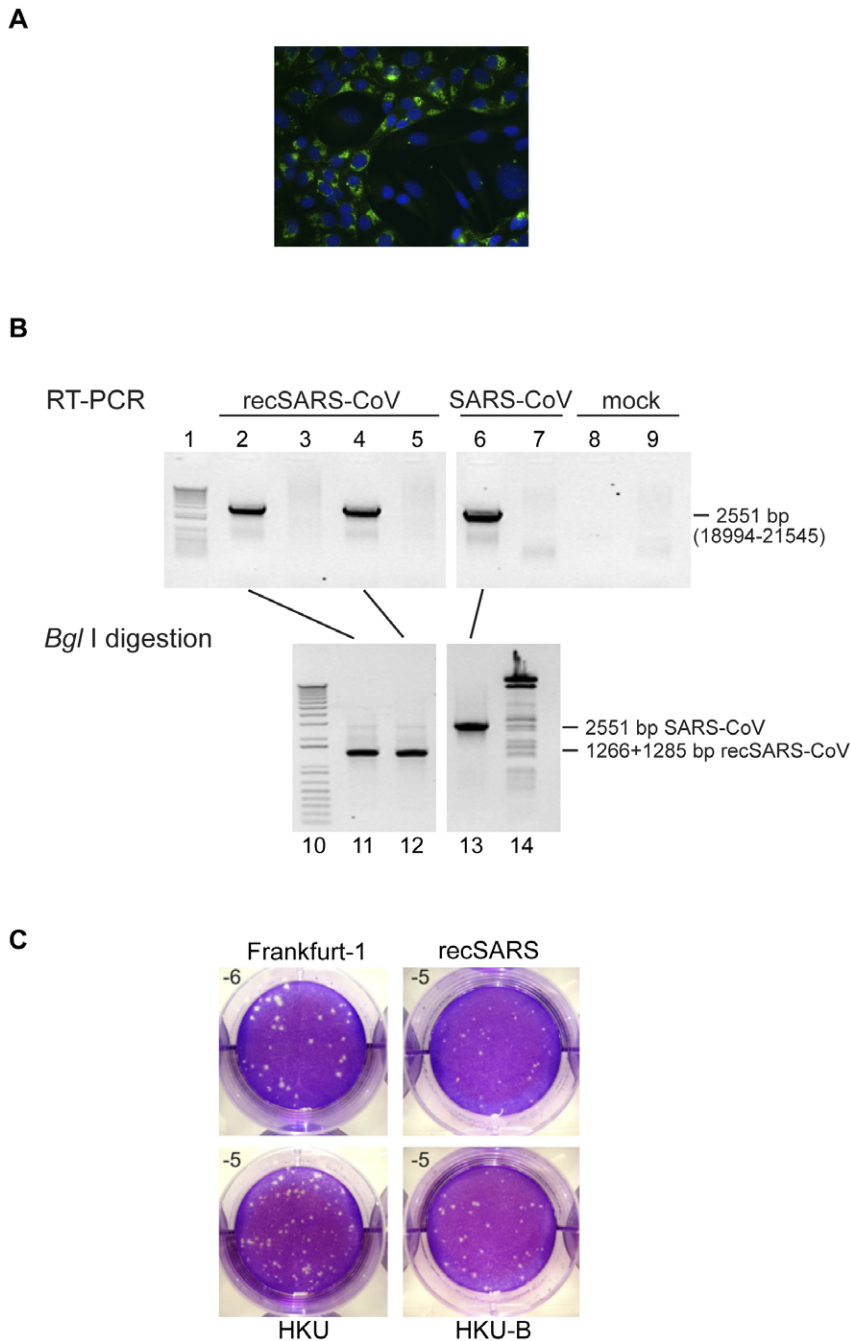 A
B
RT-PCR
recSARS-CoV
SARS-CoV
mock
1 2 3 4 5 6 7 8 9
2551 bp
(18994-21545)
Bgl I digestion
2551 bp SARS-CoV
1266+1285 bp recSARS-CoV
10 11 12 13 14
C
Frankfurt-1
recSARS
-6
-5
-5
-5
HKU
HKU-B